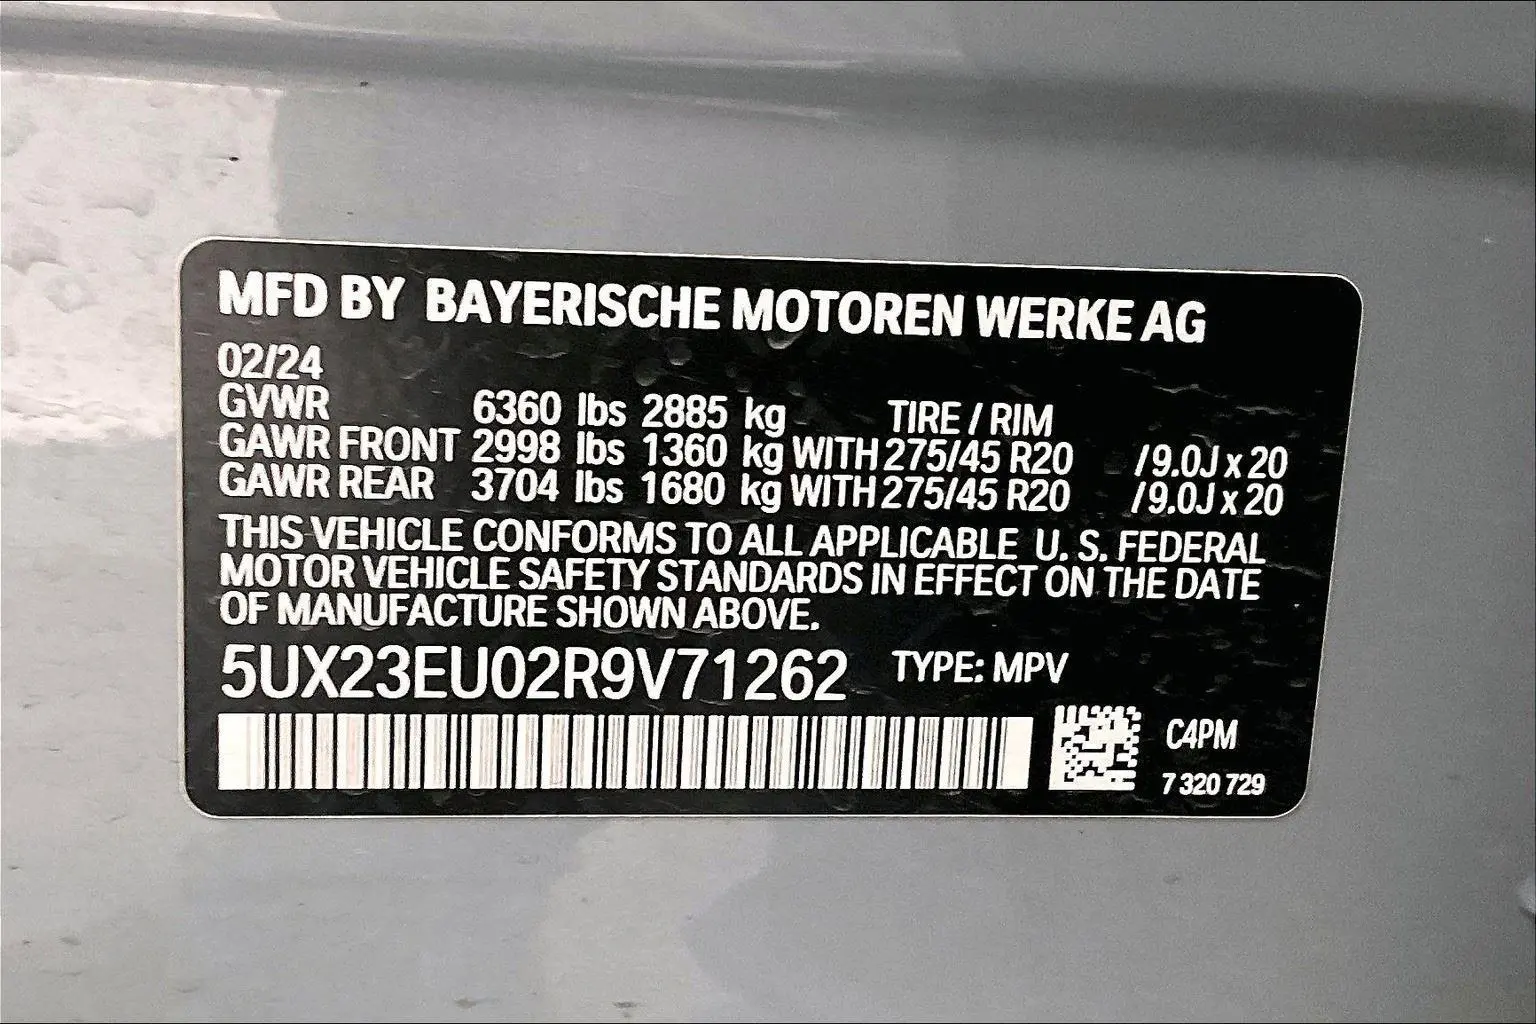 MFD BY BAYERISCHE MOTOREN WERKE AG
02/24
GVWR 6360 lbs 2885 kg TIRE / RIM
GAWR FRONT 2998 lbs 1360 kg WITH 275/45 R20 /9.0J x 20
GAWR REAR 3704 lbs 1680 kg WITH 275/45 R20 /9.0J x 20
THIS VEHICLE CONFORMS TO ALL APPLICABLE U. S. FEDERAL
MOTOR VEHICLE SAFETY STANDARDS IN EFFECT ON THE DATE
OF MANUFACTURE SHOWN ABOVE.
5UX23EU02R9V71262 TYPE: MPV
C4PM
7 320 729